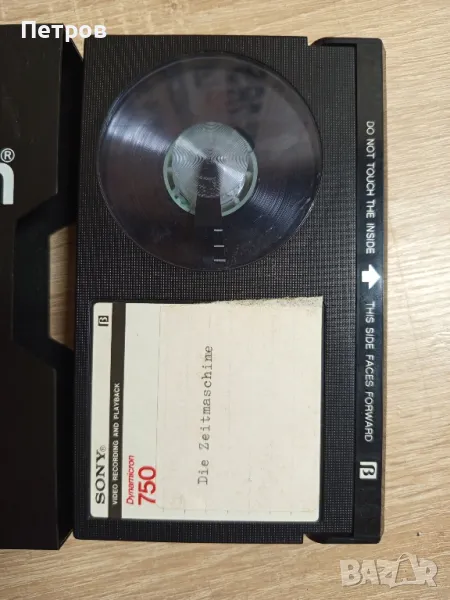 Петров
®
DO NOT TOUCH THE INSIDE
THIS SIDE FACES FORWARD
β
β
SONY®
VIDEO RECORDING AND PLAYBACK
Dynamicron
750
Die Zeitmaschine
bazar